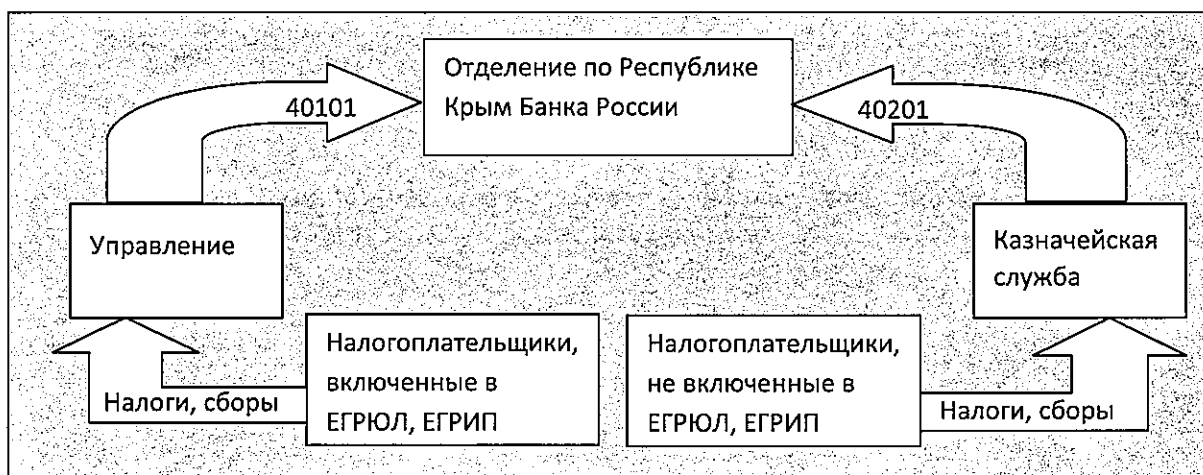 Отделение по Республике
Крым Банка России
40101
40201
Управление
Казначейская
служба
Налогоплательщики,
включенные в
ЕГРЮЛ, ЕГРИП
Налоги, сборы
Налогоплательщики,
не включенные в
ЕГРЮЛ, ЕГРИП
Налоги, сборы